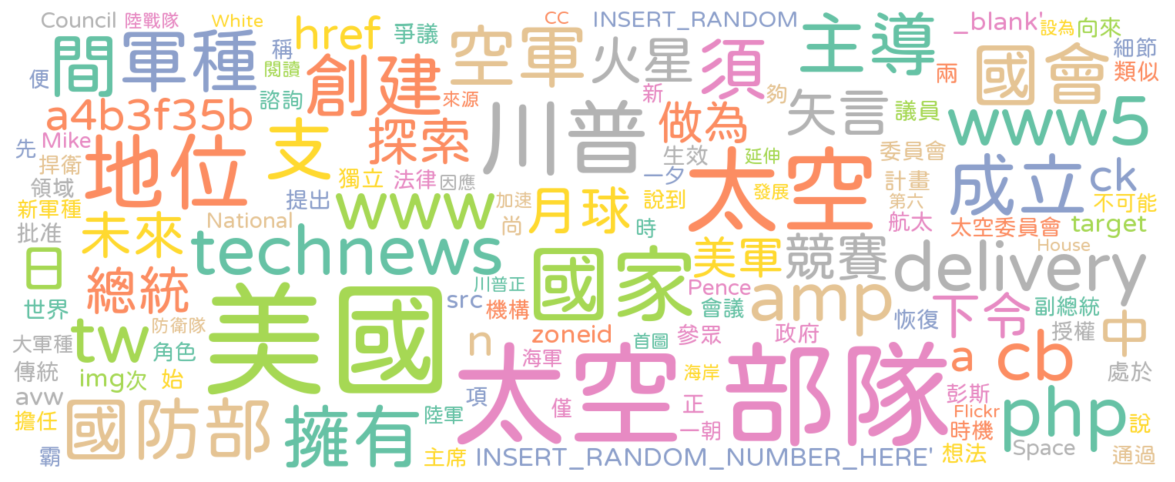 Council 陸戰隊 White cc INSERT_RANDOM _blank' 設為 向來
便 間 軍種 稱 href 爭議 空軍 火星 須 主導 國會 細節
閱讀 兩 類似
a4b3f35b 諮詢 創建 來源 新 夠 矢言 議員 www5
先 Mike 支 探索 川普 做為
捍衛 地位 生效 延伸 委員會 成立 ck
領域 獨立 法律 因應 一夕 太空 計畫 不可能
新軍種 提出 www 加速 月球 說到 發展 第六
批准 未來 National 尚 時 航太 太空委員會 target
日 technews 國家 美軍 競賽 delivery House
世界 總統 美國 src 川普正 機構 Pence 會議 amp 恢復 下令 副總統
tw 防衛隊 n zoneid 首圖 參眾 政府 授權 中
大軍種 角色 海軍 a cb
傳統 img次 始 太空部隊 海岸 處於
avw 項 僅 正 彭斯 php
擔任 國防部 擁有 陸軍 一朝 Flickr 時機 說
霸 主席 INSERT_RANDOM_NUMBER_HERE' 想法 Space 通過